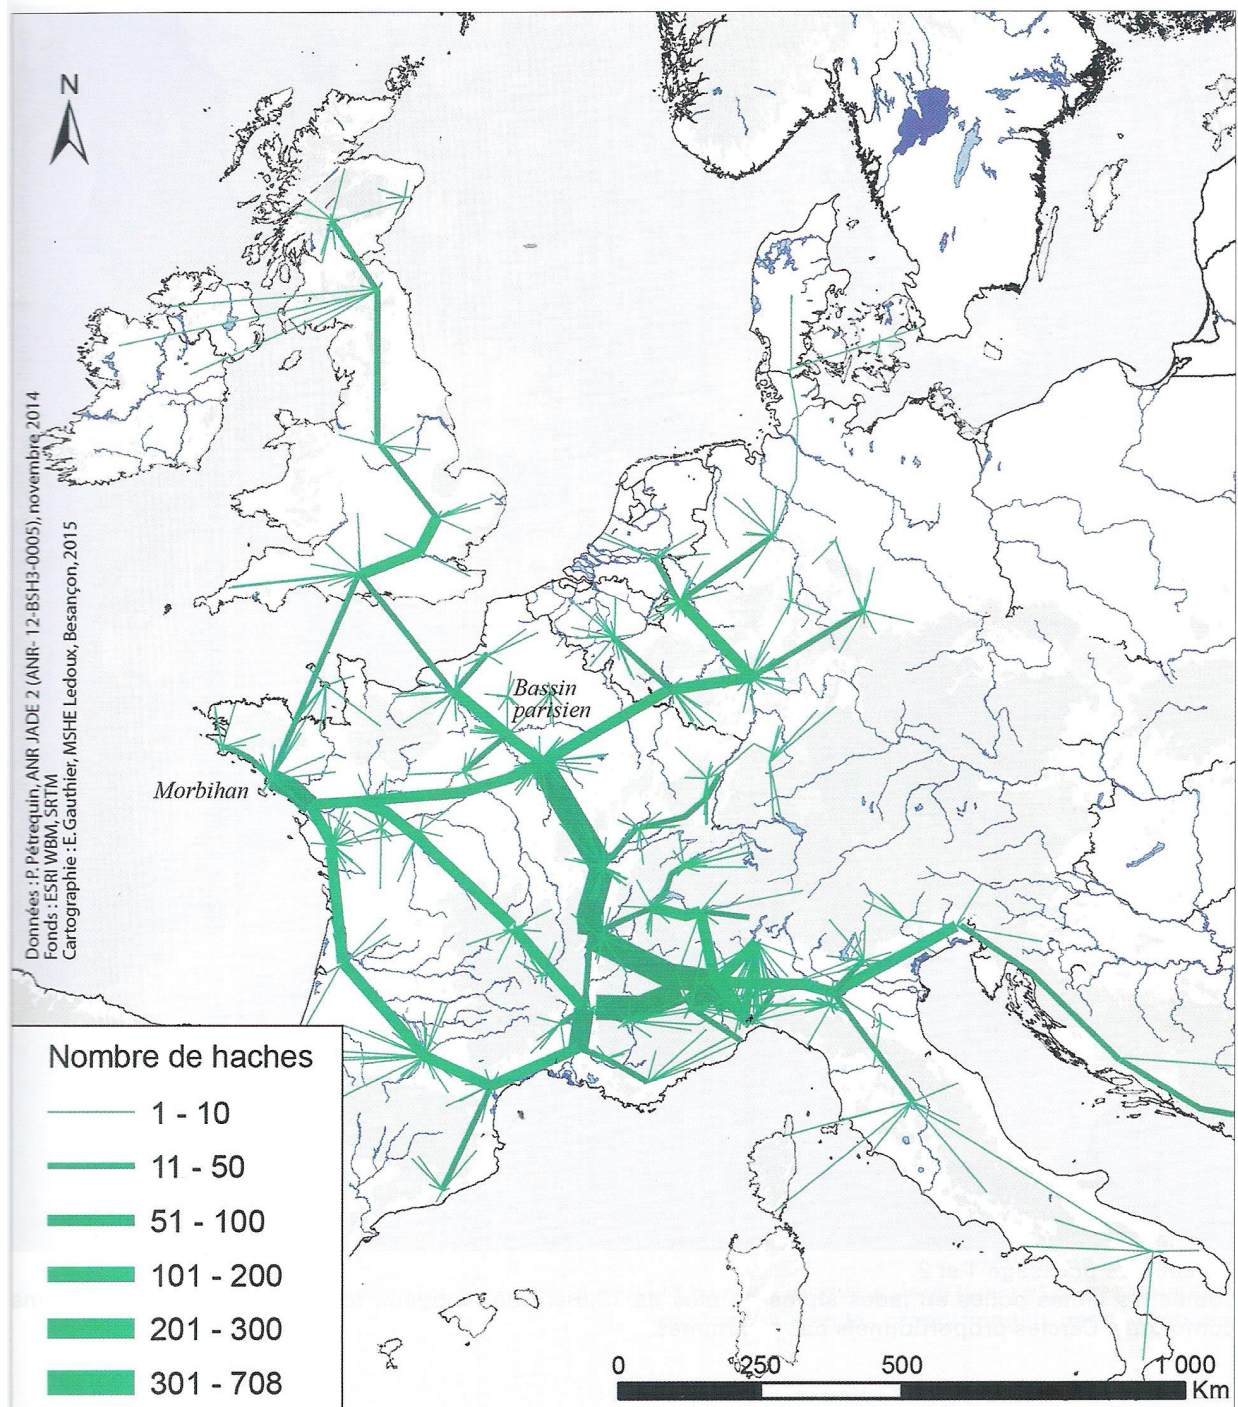 N
Données : P. Pétrequin, ANR JADE 2 (ANR- 12-BSH3-0005), novembre 2014
Fonds : ESRI WBM, SRTM
Cartographie : E.Gauthier, MSHE Ledoux, Besançon, 2015
Bassin
parisien
Morbihan
Nombre de haches
1 - 10
11 - 50
51 - 100
101 - 200
201 - 300
301 - 708
0 250 500 1 000
Km